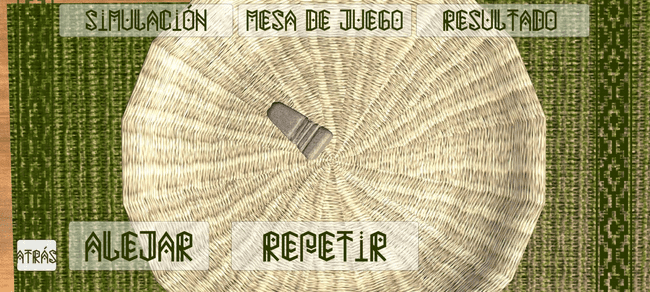 SIMULACIÓN
MESA DE JUEGO
RESULTADO
ALEJAR
REPETIR
ATRÁS